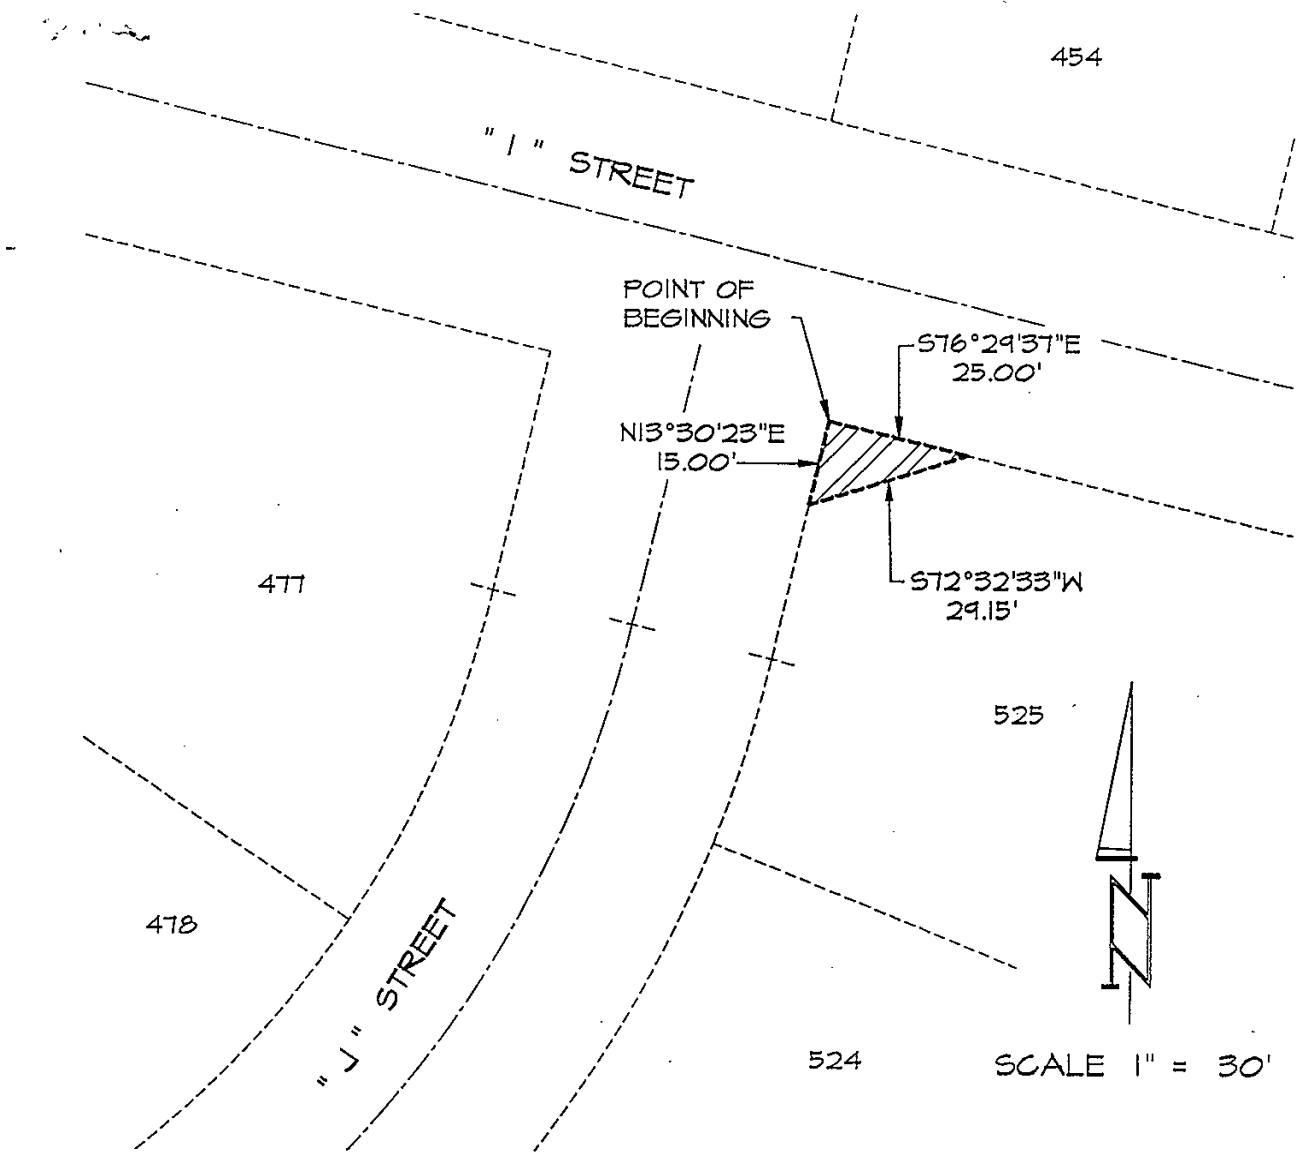 454
" I " STREET
POINT OF
BEGINNING
S76°29'37"E
25.00'
N13°30'23"E
15.00'
477
S72°32'33"W
29.15'
525
478
"J" STREET
N
524
SCALE 1" = 30'